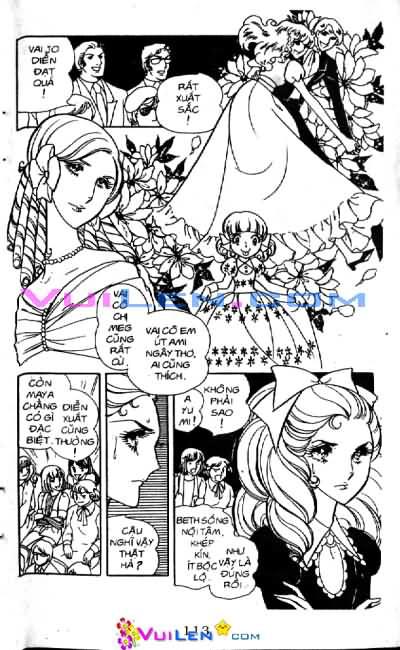 VAI JO
DIỄN
ĐẠT
QUÁ !
RẤT
XUẤT
SẮC
!
VUILEN.COM
VAI
CÔ
CHỊ
MEG
CŨNG
RẤT
CỪ.
VAI CÔ EM
ÚT AMI
NGÂY THƠ,
AI CŨNG
THÍCH.
CÒN
MAYA
CHẲNG
CÓ GÌ
ĐẶC
BIỆT.
DIỄN
XUẤT
CŨNG
THƯỜNG !
CẬU
NGHĨ VẬY
THẬT
HẢ ?
A
YU
MI !
KHÔNG
PHẢI
SAO !
BETH SỐNG
NỘI TÂM,
KHÉP
KÍN,
ÍT BỘC
LỘ.
NHƯ
VẬY LÀ
ĐÚNG
RỒI.
113
VUILEN.COM